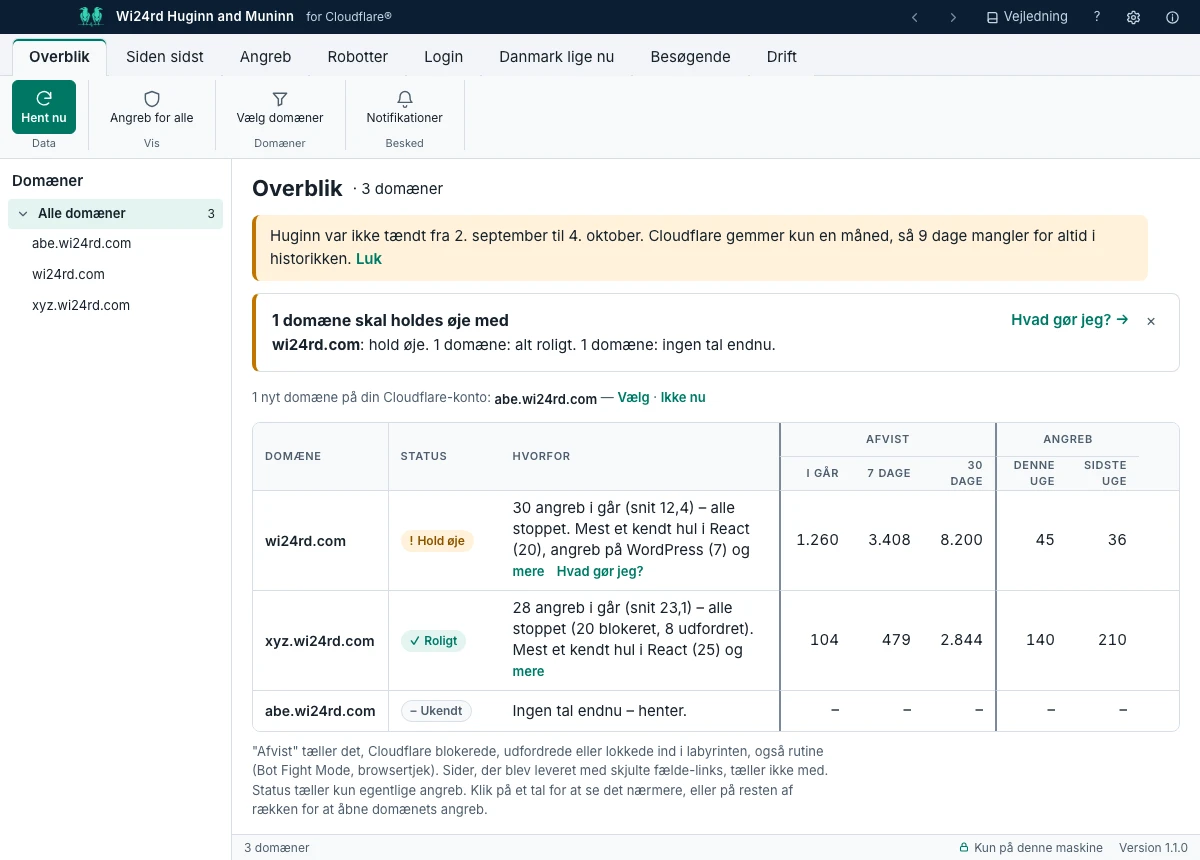 Wi24rd Huginn and Muninn for Cloudflare®
Vejledning ?
Overblik Siden sidst Angreb Robotter Login Danmark lige nu Besøgende Drift
Hent nu Angreb for alle Vælg domæner Notifikationer
Data Vis Domæner Besked
Domæner
Alle domæner 3
abe.wi24rd.com
wi24rd.com
xyz.wi24rd.com
Overblik · 3 domæner
Huginn var ikke tændt fra 2. september til 4. oktober. Cloudflare gemmer kun en måned, så 9 dage mangler for altid i
historikken. Luk
1 domæne skal holdes øje med Hvad gør jeg? → ×
wi24rd.com: hold øje. 1 domæne: alt roligt. 1 domæne: ingen tal endnu.
1 nyt domæne på din Cloudflare-konto: abe.wi24rd.com — Vælg · Ikke nu
AFVIST ANGREB
DOMÆNE STATUS HVORFOR I GÅR 7 DAGE 30 DAGE DENNE UGE SIDSTE UGE
30 angreb i går (snit 12,4) – alle
stoppet. Mest et kendt hul i React
wi24rd.com ! Hold øje (20), angreb på WordPress (7) og 1.260 3.408 8.200 45 36
mere Hvad gør jeg?
28 angreb i går (snit 23,1) – alle
stoppet (20 blokeret, 8 udfordret).
xyz.wi24rd.com ✓ Roligt Mest et kendt hul i React (25) og 104 479 2.844 140 210
mere
abe.wi24rd.com – Ukendt Ingen tal endnu – henter. – – – – –
"Afvist" tæller det, Cloudflare blokerede, udfordrede eller lokkede ind i labyrinten, også rutine
(Bot Fight Mode, browsertjek). Sider, der blev leveret med skjulte fælde-links, tæller ikke med.
Status tæller kun egentlige angreb. Klik på et tal for at se det nærmere, eller på resten af
rækken for at åbne domænets angreb.
3 domæner Kun på denne maskine Version 1.1.0